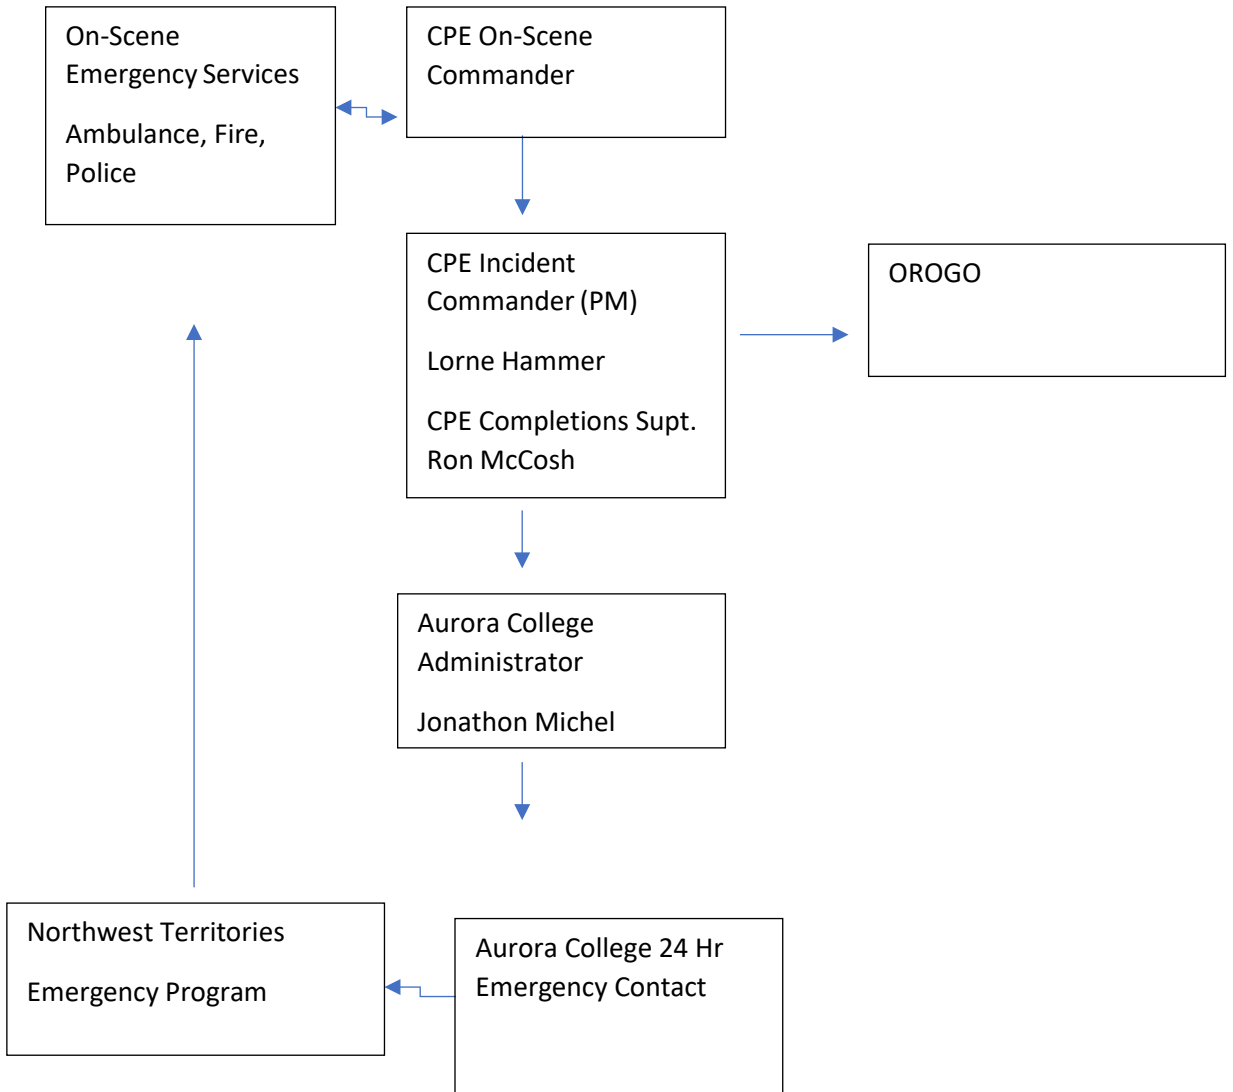 On-Scene
Emergency Services
Ambulance, Fire,
Police
CPE On-Scene
Commander
CPE Incident
Commander (PM)
Lorne Hammer
CPE Completions Supt.
Ron McCosh
OROGO
Aurora College
Administrator
Jonathon Michel
Northwest Territories
Emergency Program
Aurora College 24 Hr
Emergency Contact